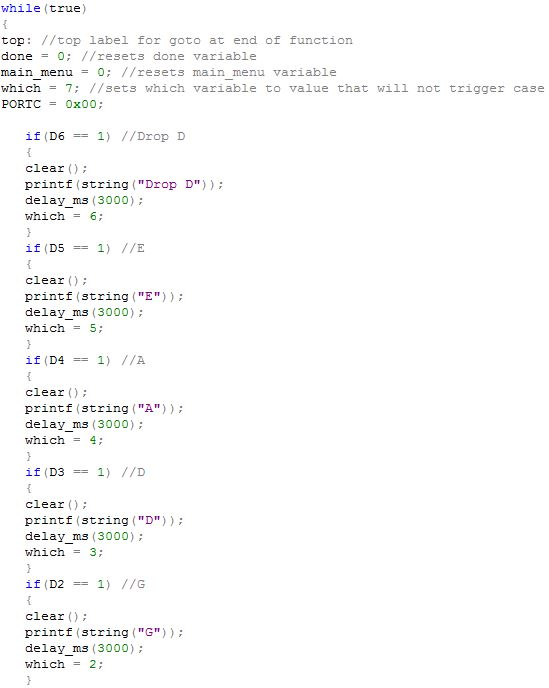 while(true)
{
top: //top label for goto at end of function
done = 0; //resets done variable
main_menu = 0; //resets main_menu variable
which = 7; //sets which variable to value that will not trigger case
PORTC = 0x00;
if(D6 == 1) //Drop D
{
clear();
printf(string("Drop D"));
delay_ms(3000);
which = 6;
}
if(D5 == 1) //E
{
clear();
printf(string("E"));
delay_ms(3000);
which = 5;
}
if(D4 == 1) //A
{
clear();
printf(string("A"));
delay_ms(3000);
which = 4;
}
if(D3 == 1) //D
{
clear();
printf(string("D"));
delay_ms(3000);
which = 3;
}
if(D2 == 1) //G
{
clear();
printf(string("G"));
delay_ms(3000);
which = 2;
}